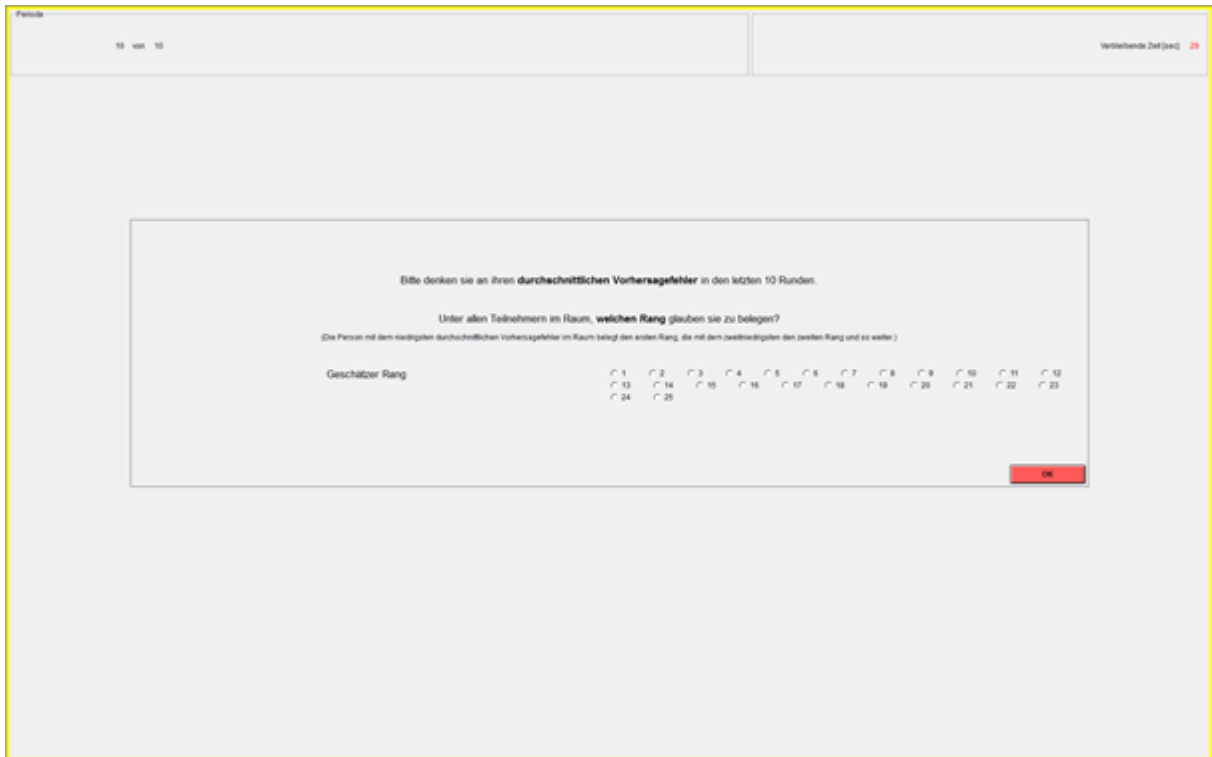 Periode
10 von 10
Verbleibende Zeit [sec] 28
Bitte denken sie an ihren durchschnittlichen Vorhersagefehler in den letzten 10 Runden.
Unter allen Teilnehmern im Raum, welchen Rang glauben sie zu belegen?
(Die Person mit dem niedrigsten durchschnittlichen Vorhersagefehler im Raum belegt den ersten Rang, die mit dem zweitniedrigsten den zweiten Rang und so weiter.)
Geschätzer Rang
1 2 3 4 5 6 7 8 9 10 11 12
13 14 15 16 17 18 19 20 21 22 23
24 25
OK